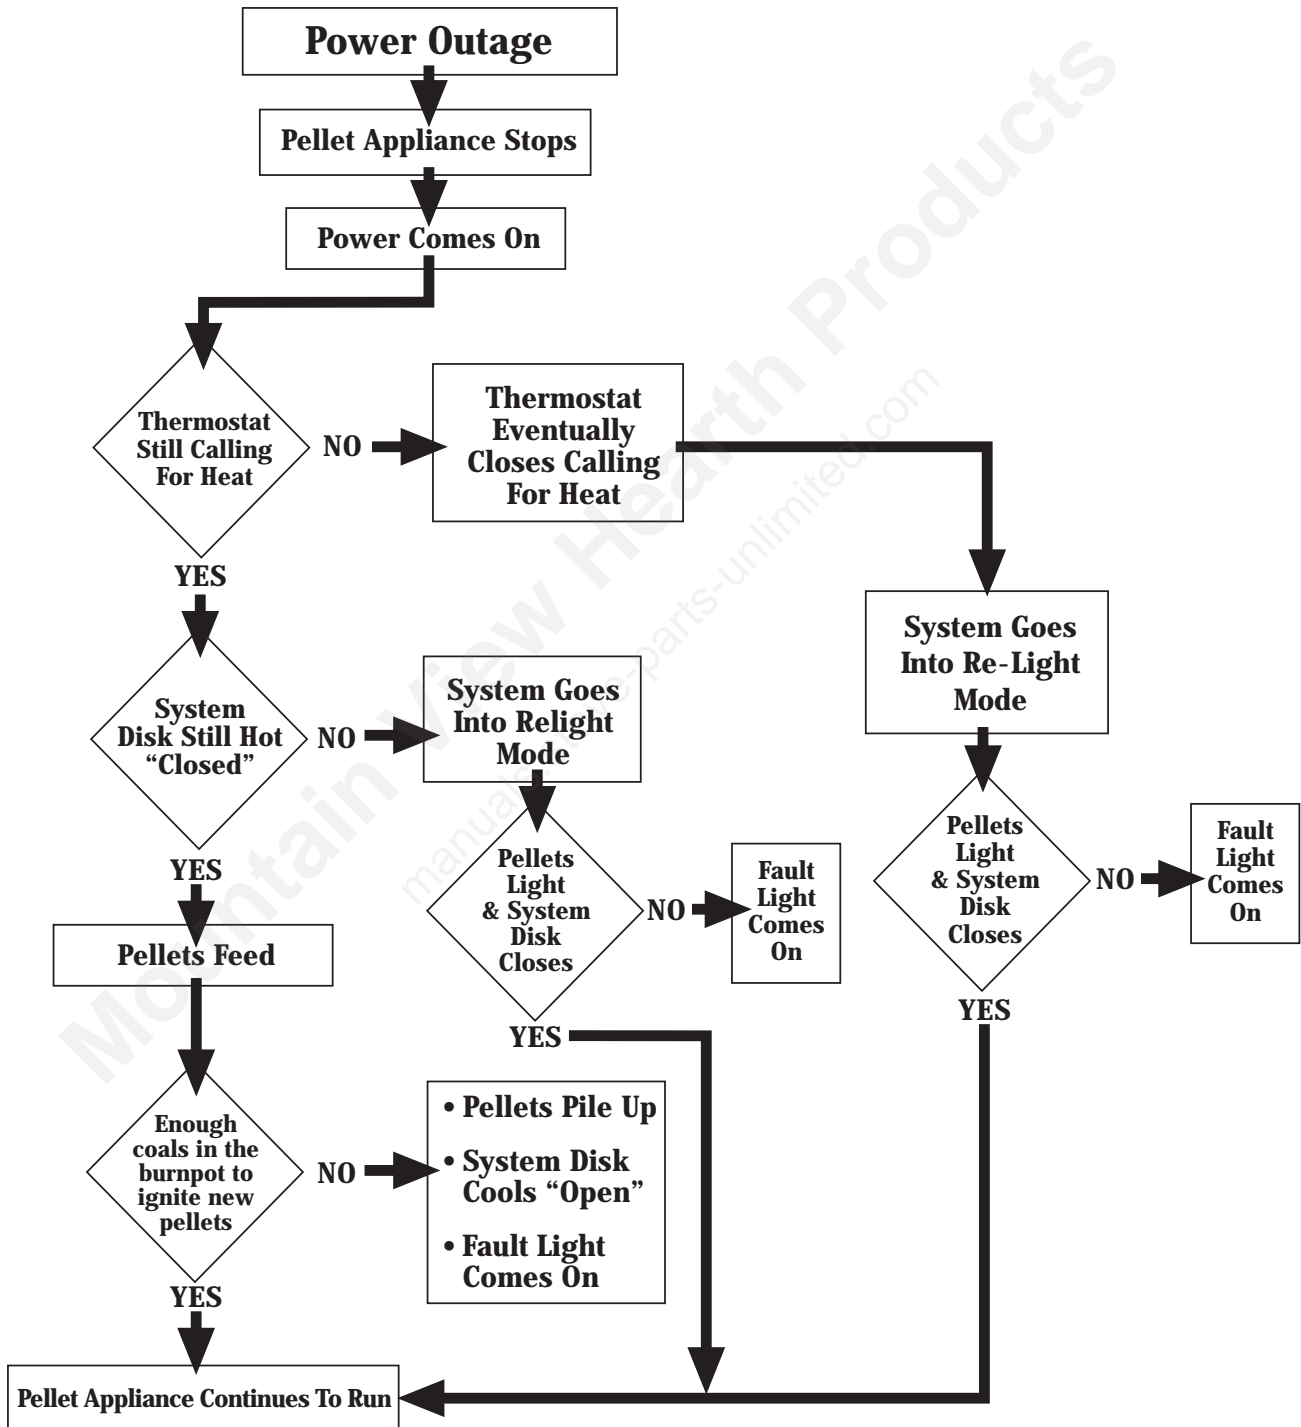 Power Outage
Pellet Appliance Stops
Power Comes On
Thermostat
Still Calling
For Heat
NO
Thermostat
Eventually
Closes Calling
For Heat
YES
System Goes
Into Re-Light
Mode
System
Disk Still Hot
“Closed”
NO
System Goes
Into Relight
Mode
YES
Pellets
Light
& System
Disk
Closes
NO
Fault
Light
Comes
On
Pellets
Light
& System
Disk
Closes
NO
Fault
Light
Comes
On
YES
YES
Pellets Feed
Enough
coals in the
burnpot to
ignite new
pellets
NO
• Pellets Pile Up
• System Disk
Cools “Open”
• Fault Light
Comes On
YES
Pellet Appliance Continues To Run
Mountain View Hearth Products